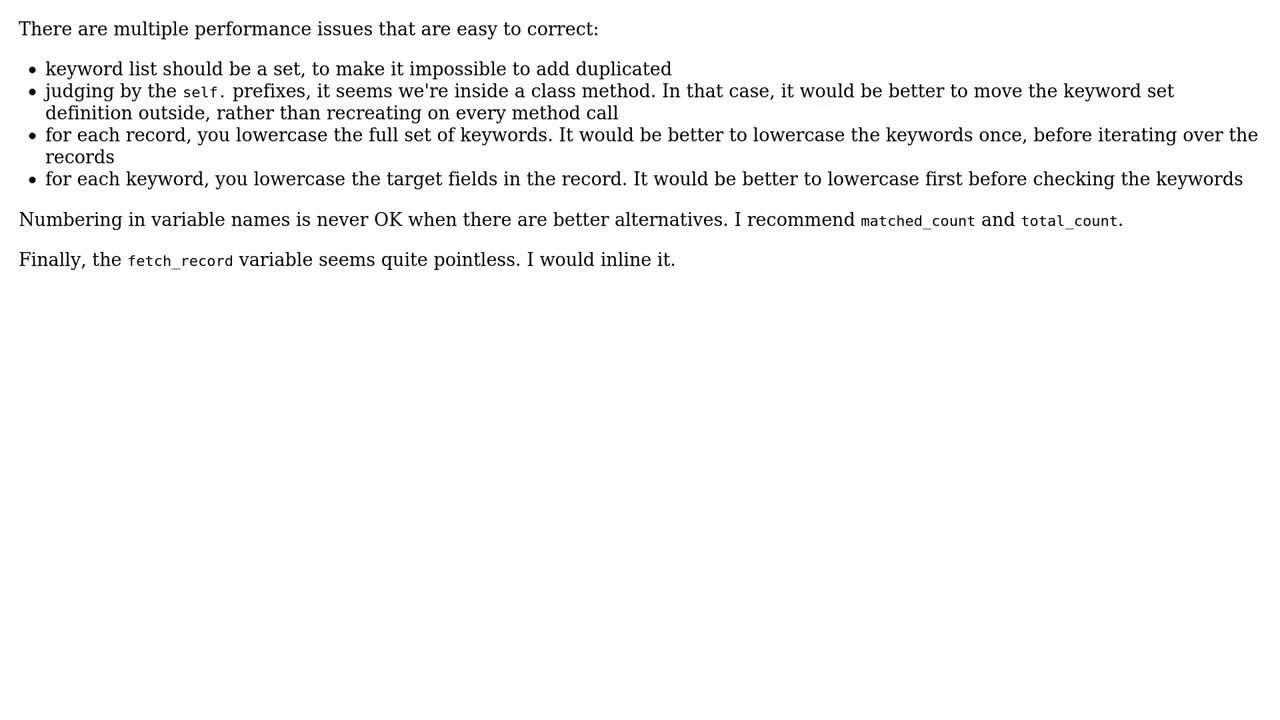 There are multiple performance issues that are easy to correct:
• keyword list should be a set, to make it impossible to add duplicated
• judging by the self. prefixes, it seems we're inside a class method. In that case, it would be better to move the keyword set
definition outside, rather than recreating on every method call
• for each record, you lowercase the full set of keywords. It would be better to lowercase the keywords once, before iterating over the
records
• for each keyword, you lowercase the target fields in the record. It would be better to lowercase first before checking the keywords
Numbering in variable names is never OK when there are better alternatives. I recommend matched_count and total_count.
Finally, the fetch_record variable seems quite pointless. I would inline it.